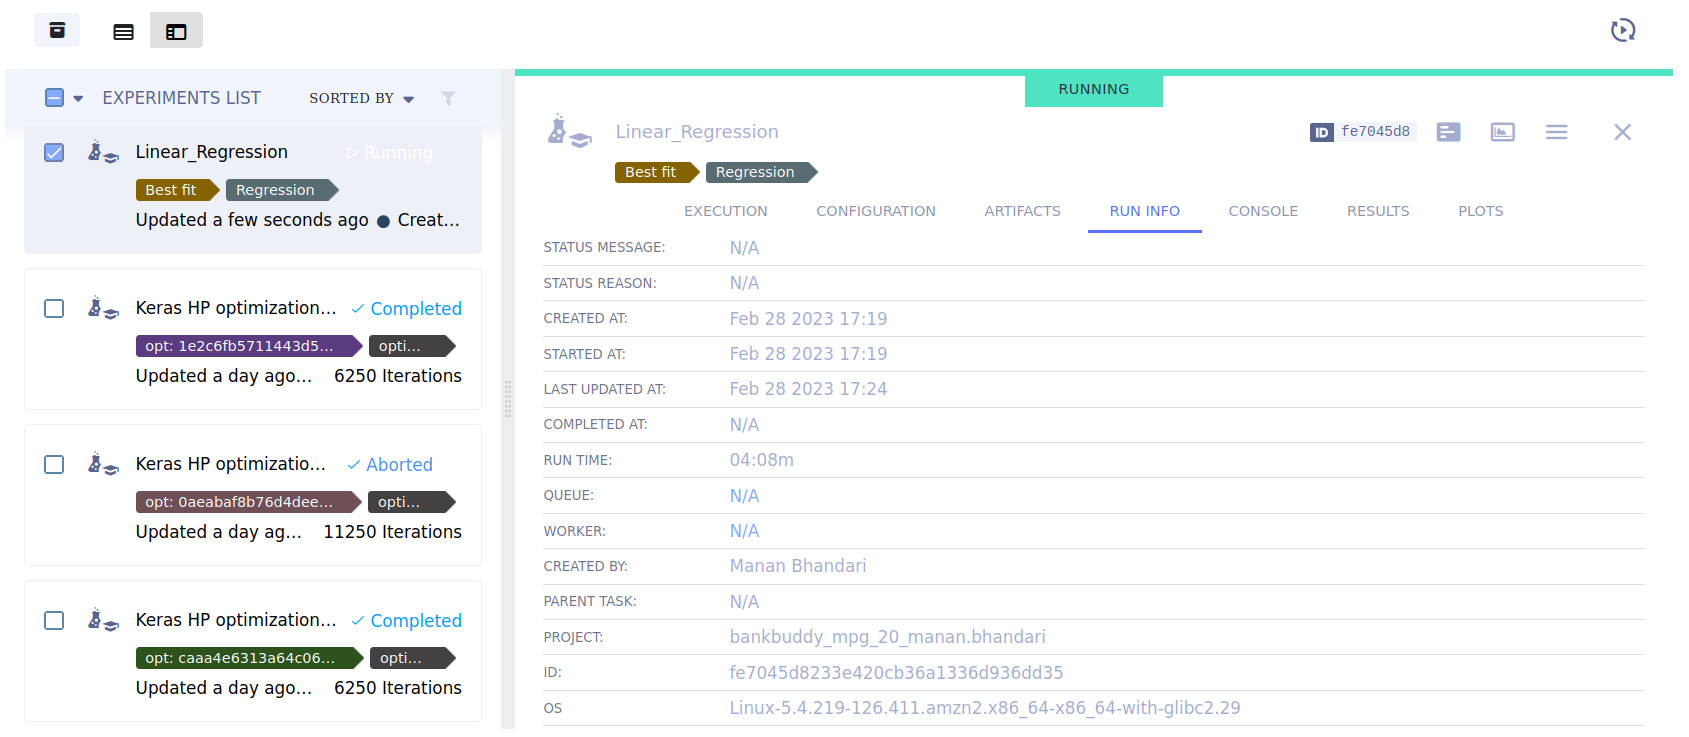 EXPERIMENTS LIST SORTED BY
Linear_Regression Running
Best fit Regression
Updated a few seconds ago ● Creat...
Keras HP optimization... Completed
opt: 1e2c6fb5711443d5... opti...
Updated a day ago... 6250 Iterations
Keras HP optimizatio... Aborted
opt: 0aeabaf8b76d4dee... opti...
Updated a day ag... 11250 Iterations
Keras HP optimization... Completed
opt: caaa4e6313a64c06... opti...
Updated a day ago... 6250 Iterations
RUNNING
Linear_Regression ID fe7045d8
Best fit Regression
EXECUTION CONFIGURATION ARTIFACTS RUN INFO CONSOLE RESULTS PLOTS
STATUS MESSAGE: N/A
STATUS REASON: N/A
CREATED AT: Feb 28 2023 17:19
STARTED AT: Feb 28 2023 17:19
LAST UPDATED AT: Feb 28 2023 17:24
COMPLETED AT: N/A
RUN TIME: 04:08m
QUEUE: N/A
WORKER: N/A
CREATED BY: Manan Bhandari
PARENT TASK: N/A
PROJECT: bankbuddy_mpg_20_manan.bhandari
ID: fe7045d8233e420cb36a1336d936dd35
OS Linux-5.4.219-126.411.amzn2.x86_64-x86_64-with-glibc2.29